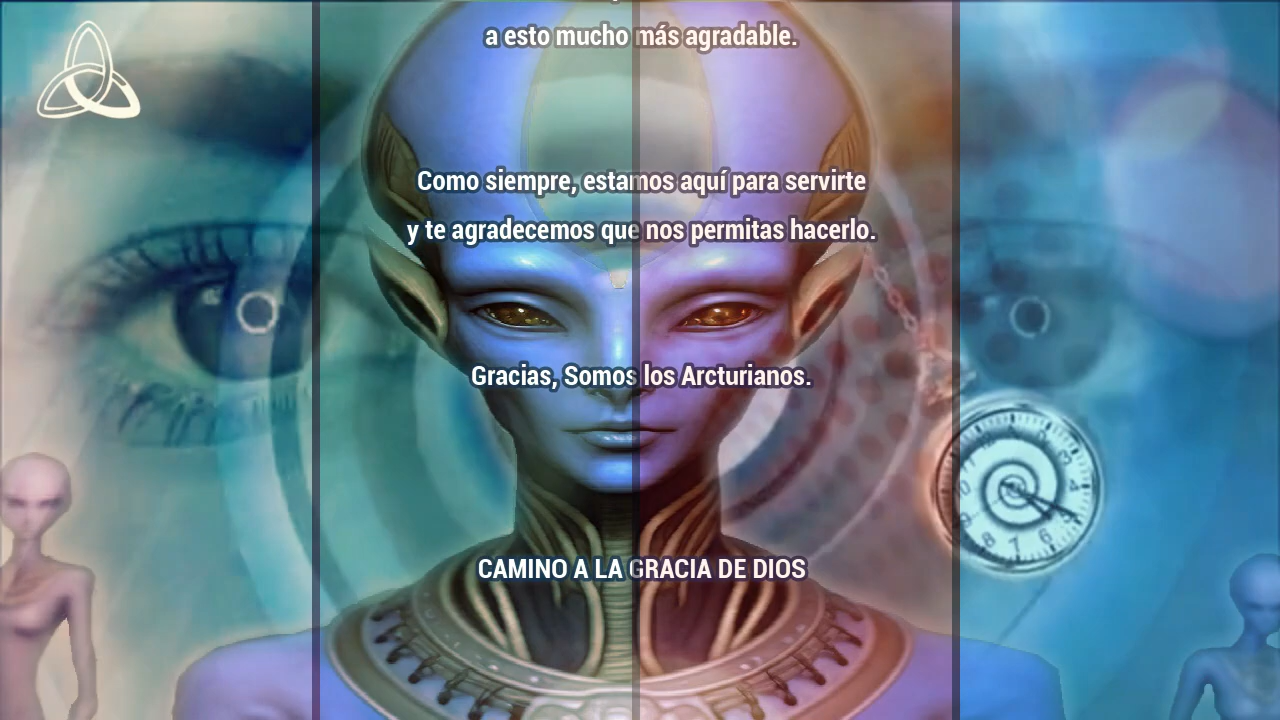 a esto mucho más agradable.
Como siempre, estamos aquí para servirte
y te agradecemos que nos permitas hacerlo.
Gracias, Somos los Arcturianos.
CAMINO A LA GRACIA DE DIOS